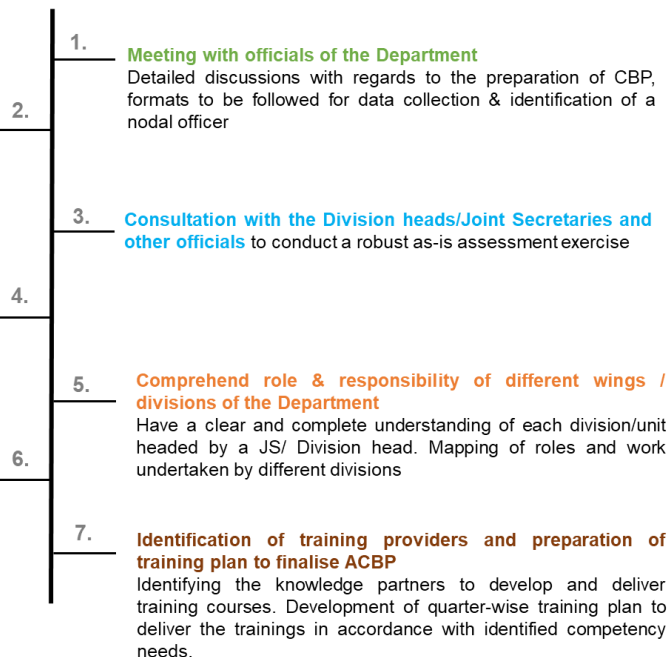 1.
Meeting with officials of the Department
Detailed discussions with regards to the preparation of CBP,
formats to be followed for data collection & identification of a
nodal officer
2.
3.
Consultation with the Division heads/Joint Secretaries and
other officials to conduct a robust as-is assessment exercise
4.
5.
Comprehend role & responsibility of different wings /
divisions of the Department
Have a clear and complete understanding of each division/unit
headed by a JS/ Division head. Mapping of roles and work
undertaken by different divisions
6.
7.
Identification of training providers and preparation of
training plan to finalise ACBP
Identifying the knowledge partners to develop and deliver
training courses. Development of quarter-wise training plan to
deliver the trainings in accordance with identified competency
needs.